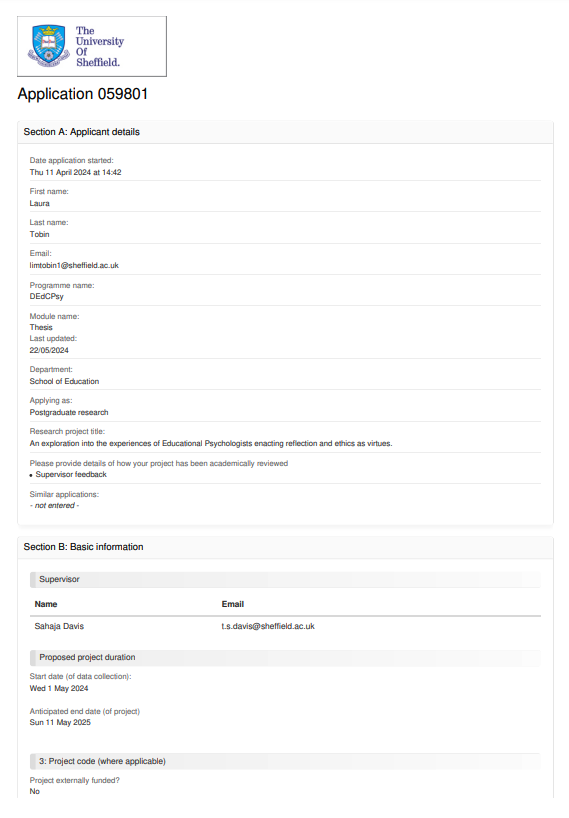 The
University
Of
Sheffield.
Application 059801
Section A: Applicant details
Date application started:
Thu 11 April 2024 at 14:42
First name:
Laura
Last name:
Tobin
Email:
limtobin1@sheffield.ac.uk
Programme name:
DEdCPsy
Module name:
Thesis
Last updated:
22/05/2024
Department:
School of Education
Applying as:
Postgraduate research
Research project title:
An exploration into the experiences of Educational Psychologists enacting reflection and ethics as virtues.
Please provide details of how your project has been academically reviewed
• Supervisor feedback
Similar applications:
- not entered -
Section B: Basic information
Supervisor
Name Email
Sahaja Davis t.s.davis@sheffield.ac.uk
Proposed project duration
Start date (of data collection):
Wed 1 May 2024
Anticipated end date (of project)
Sun 11 May 2025
3: Project code (where applicable)
Project externally funded?
No